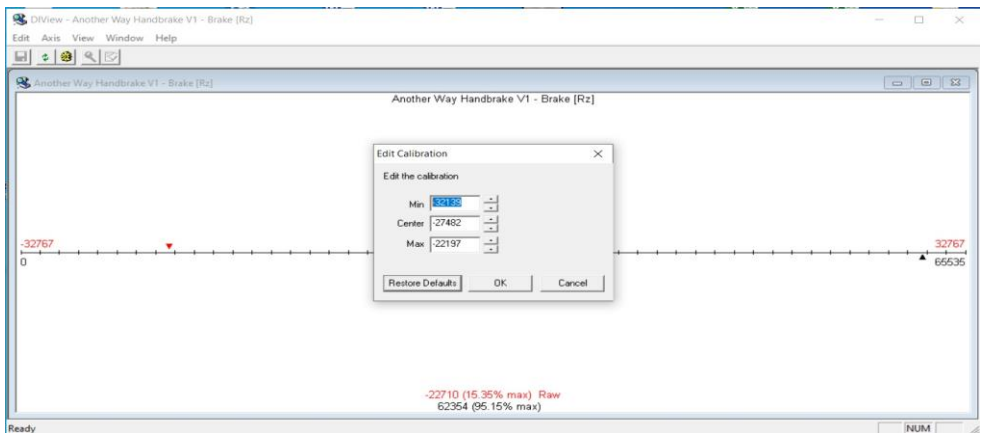 DIView - Another Way Handbrake V1 - Brake [Rz]
Edit Axis View Window Help
Another Way Handbrake V1 - Brake [Rz]
Another Way Handbrake V1 - Brake [Rz]
Edit Calibration
Edit the calibration
Min -32139
Center -27482
Max -22197
-32767 32767
0 65535
Restore Defaults OK Cancel
-22710 (15.35% max) Raw
62354 (95.15% max)
Ready NUM